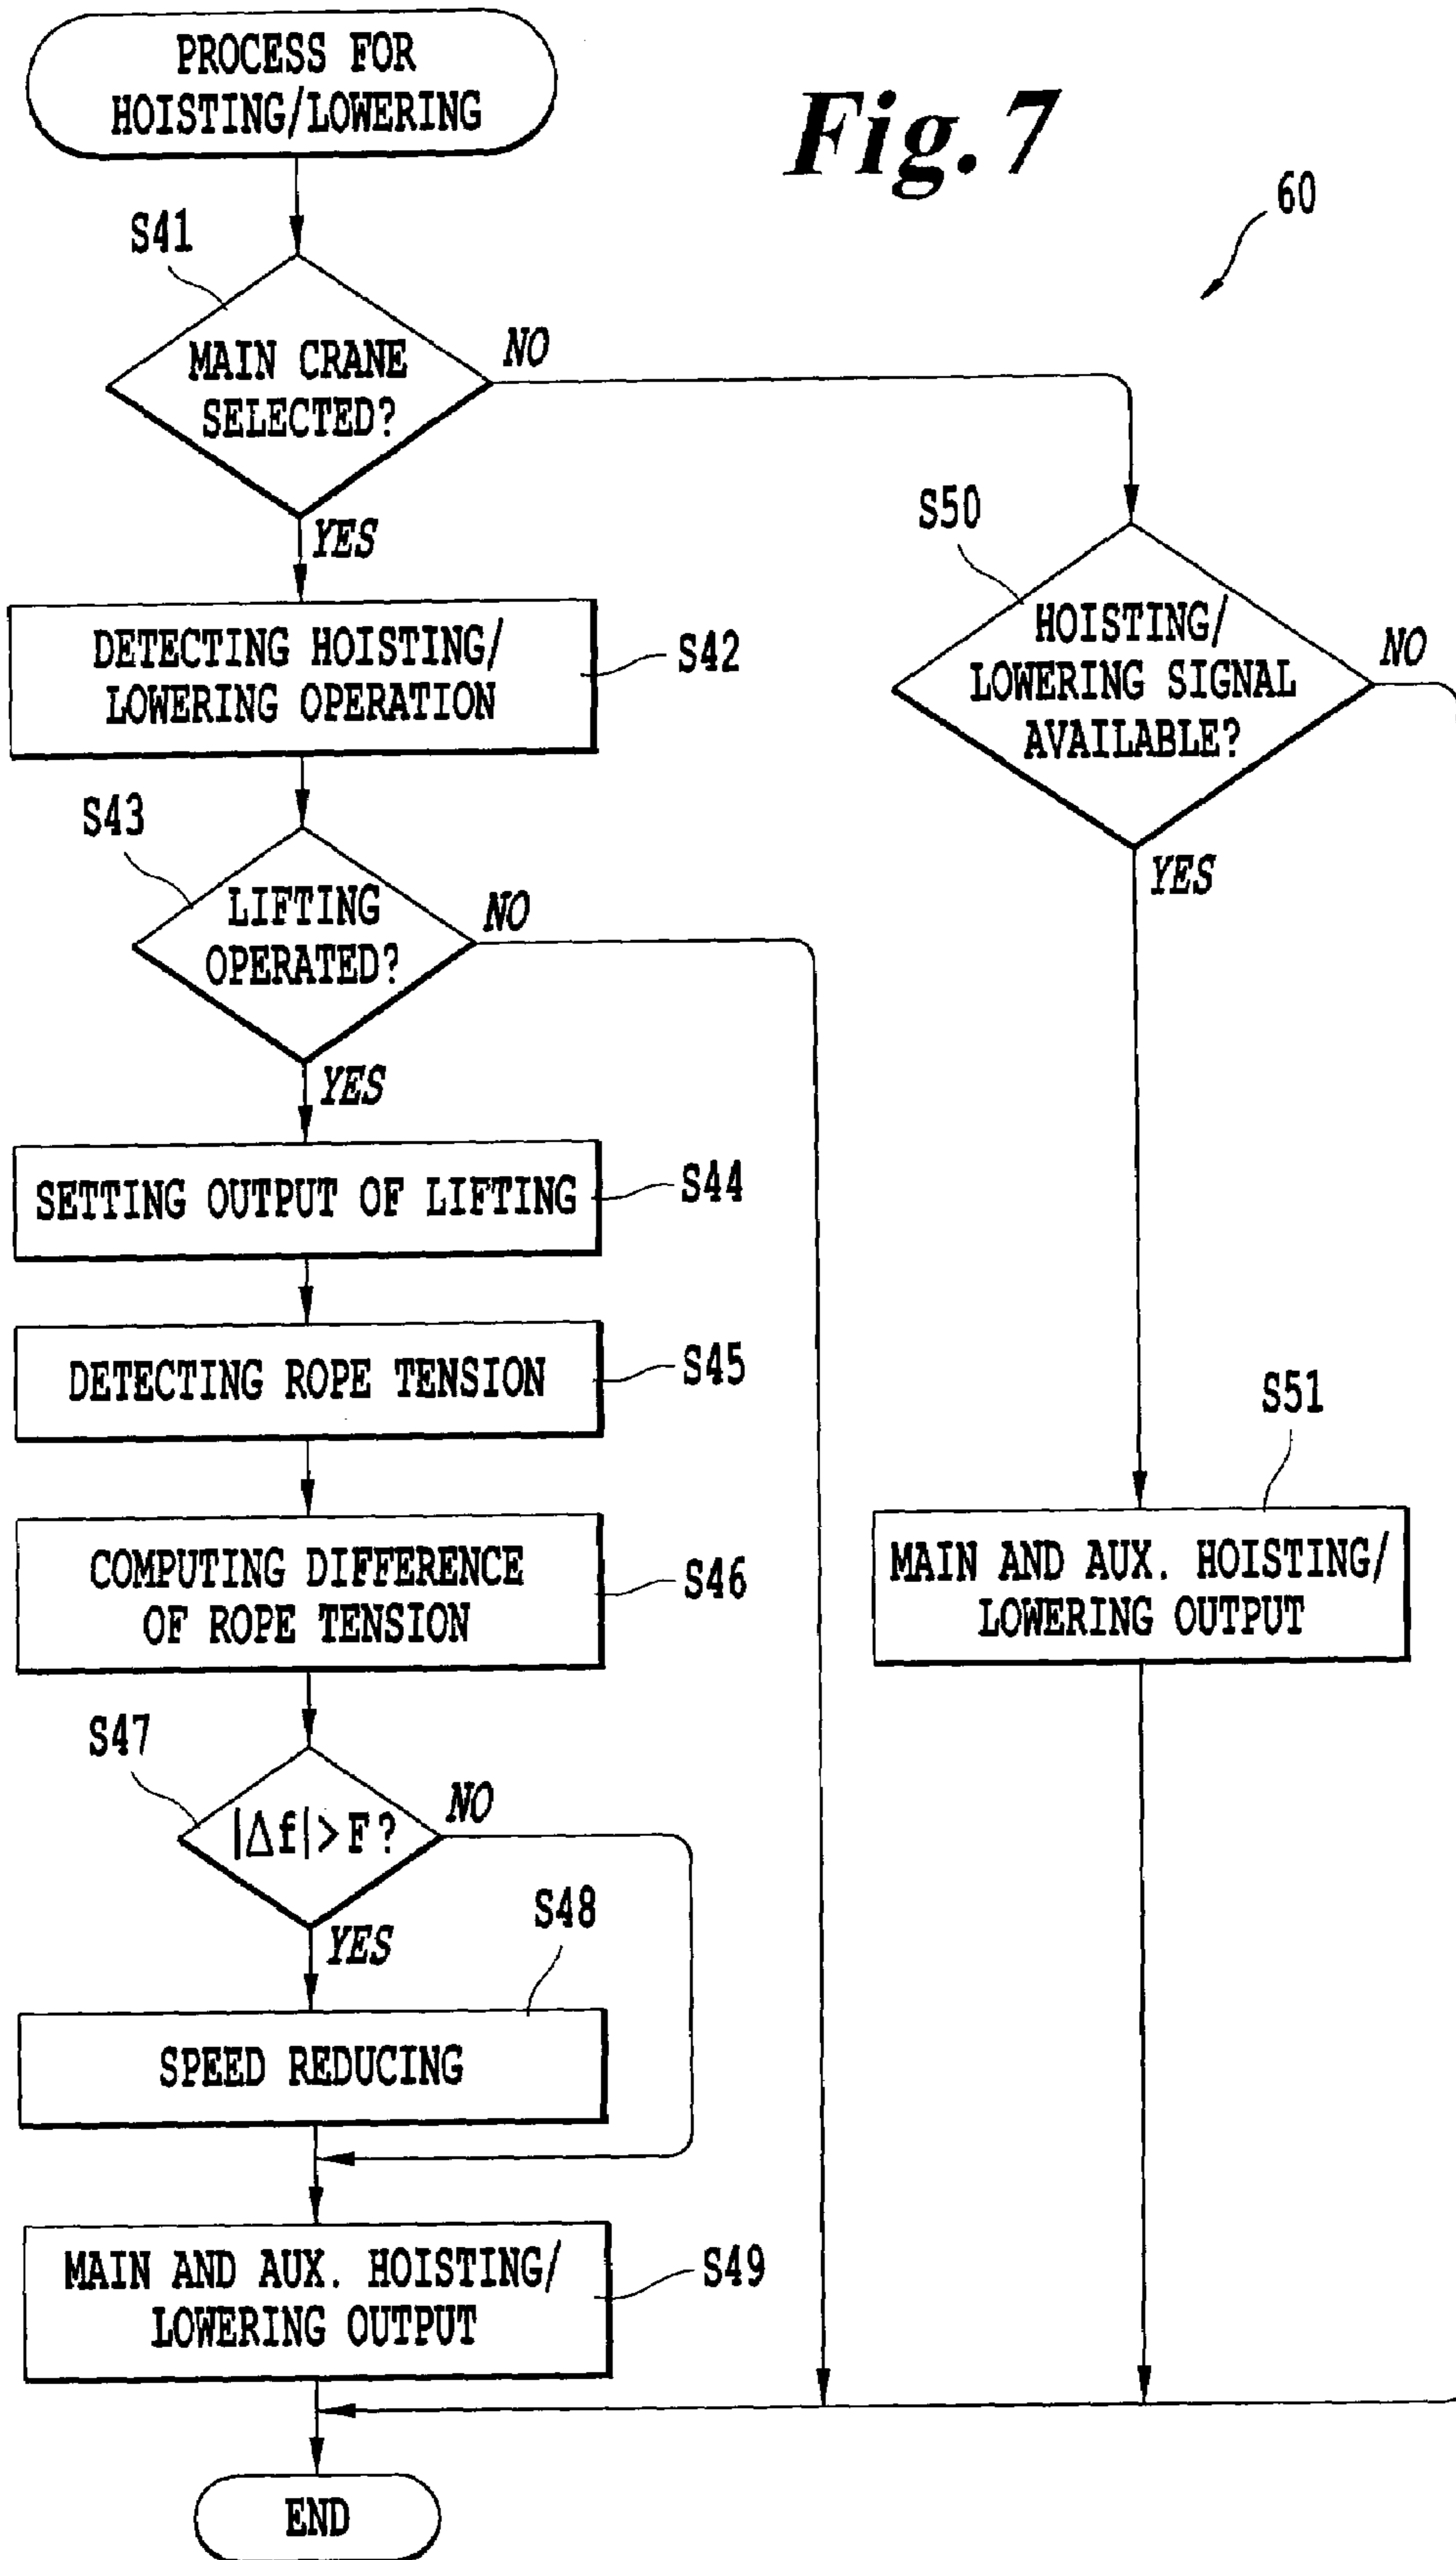 PROCESS FOR
HOISTING/LOWERING
Fig. 7
60
S41
MAIN CRANE
SELECTED?
NO
YES
S42
DETECTING HOISTING/
LOWERING OPERATION
S50
HOISTING/
LOWERING SIGNAL
AVAILABLE?
NO
YES
S43
LIFTING
OPERATED?
NO
YES
SETTING OUTPUT OF LIFTING
S44
DETECTING ROPE TENSION
S45
COMPUTING DIFFERENCE
OF ROPE TENSION
S46
S51
MAIN AND AUX. HOISTING/
LOWERING OUTPUT
S47
|Δf|>F?
NO
YES
S48
SPEED REDUCING
MAIN AND AUX. HOISTING/
LOWERING OUTPUT
S49
END